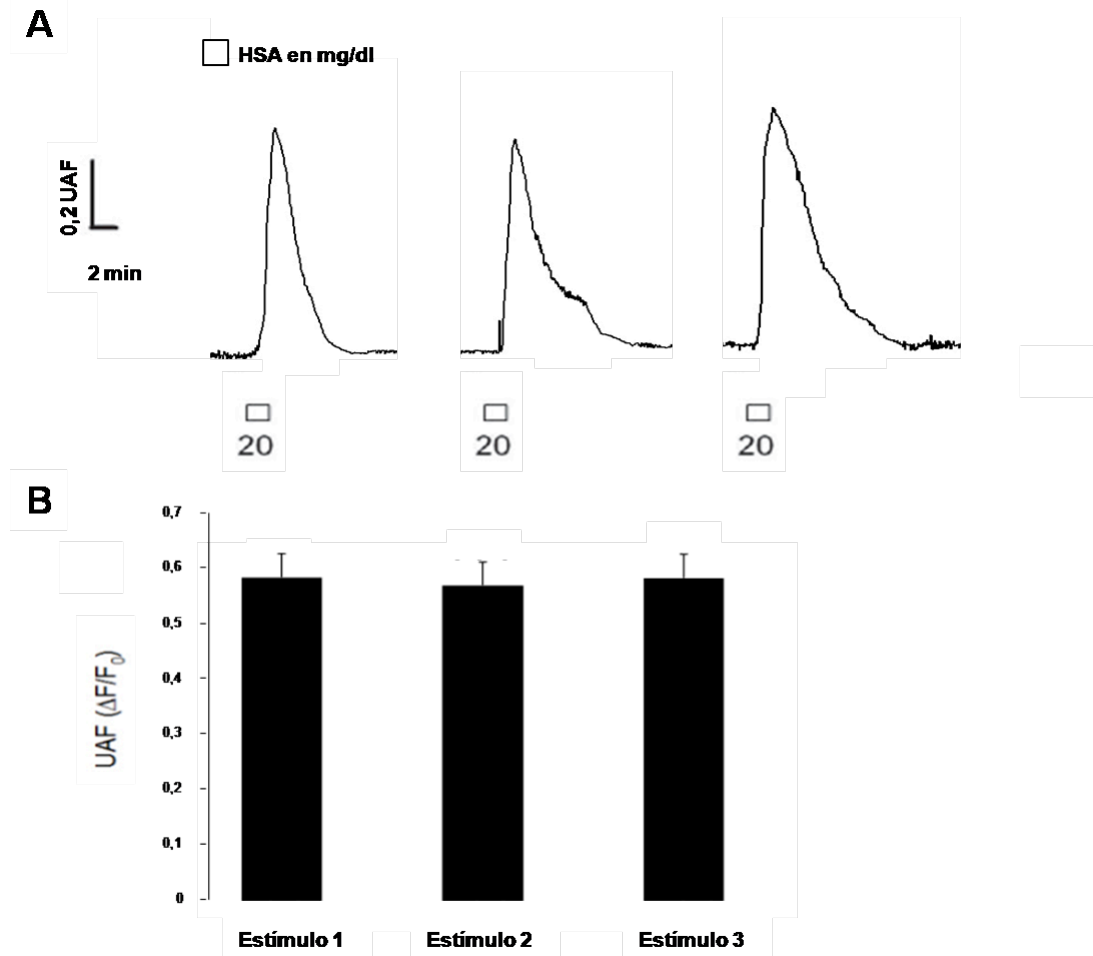 A
HSA en mg/dl
0,2 UAF
2 min
20 20 20
B
UAF (ΔF/F0)
0,7
0,6
0,5
0,4
0,3
0,2
0,1
0
Estímulo 1 Estímulo 2 Estímulo 3